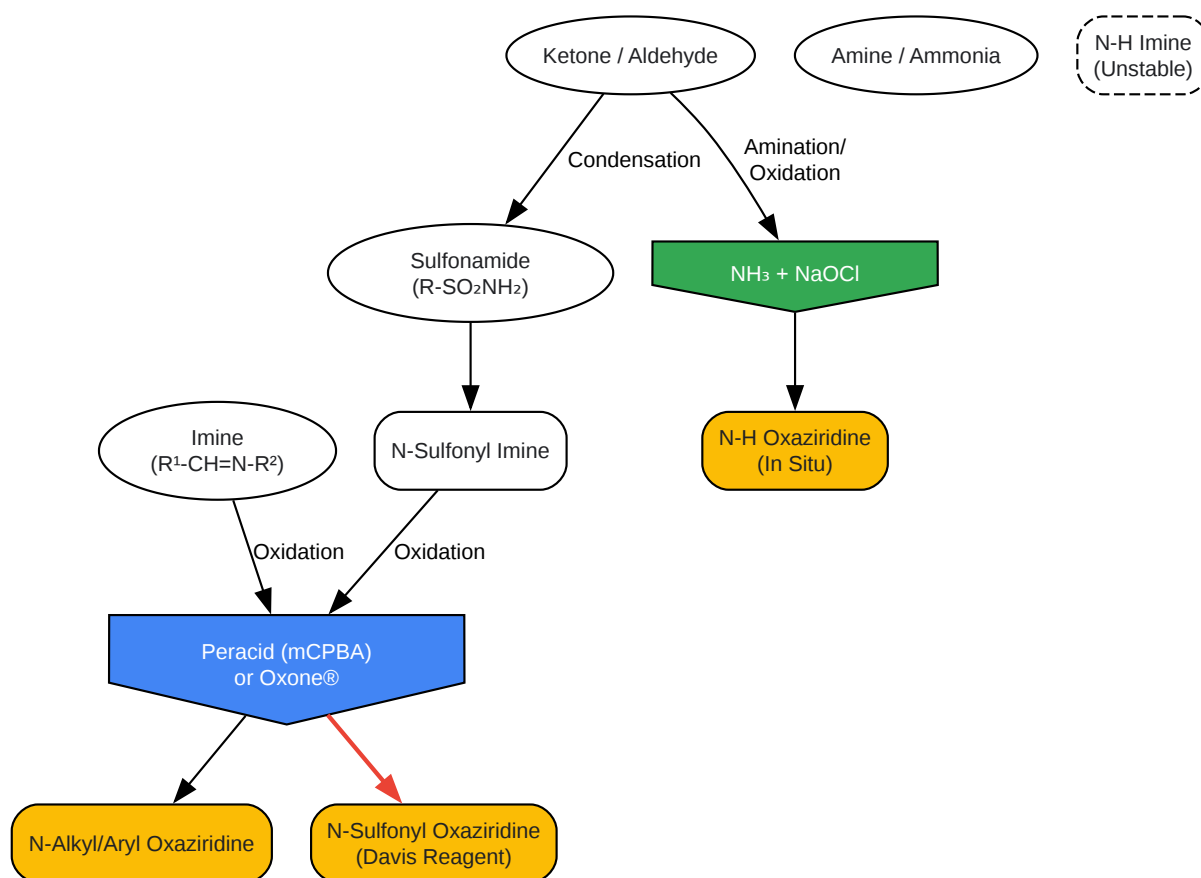 Ketone / Aldehyde
Amine / Ammonia
N-H Imine
(Unstable)
Condensation
Amination/
Oxidation
Sulfonamide
(R-SO₂NH₂)
NH₃ + NaOCl
Imine
(R¹-CH=N-R²)
N-Sulfonyl Imine
N-H Oxaziridine
(In Situ)
Oxidation
Oxidation
Peracid (mCPBA)
or Oxone®
N-Alkyl/Aryl Oxaziridine
N-Sulfonyl Oxaziridine
(Davis Reagent)